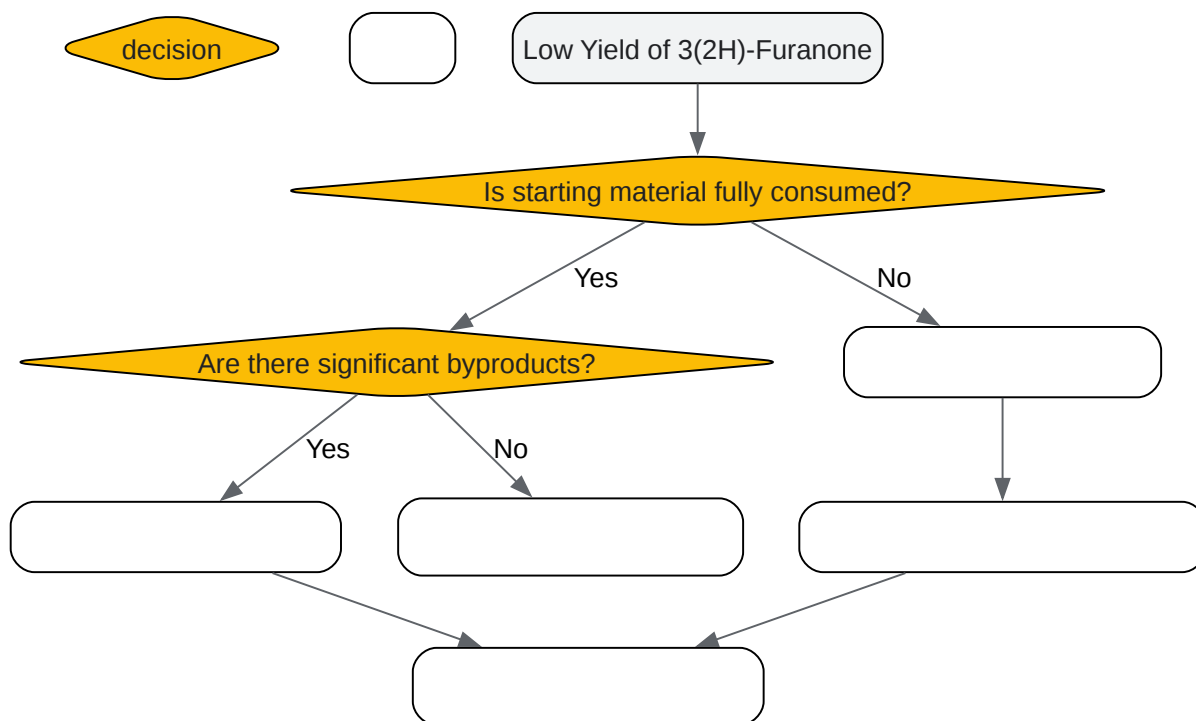 decision
Low Yield of 3(2H)-Furanone
Is starting material fully consumed?
Yes
No
Are there significant byproducts?
Yes
No